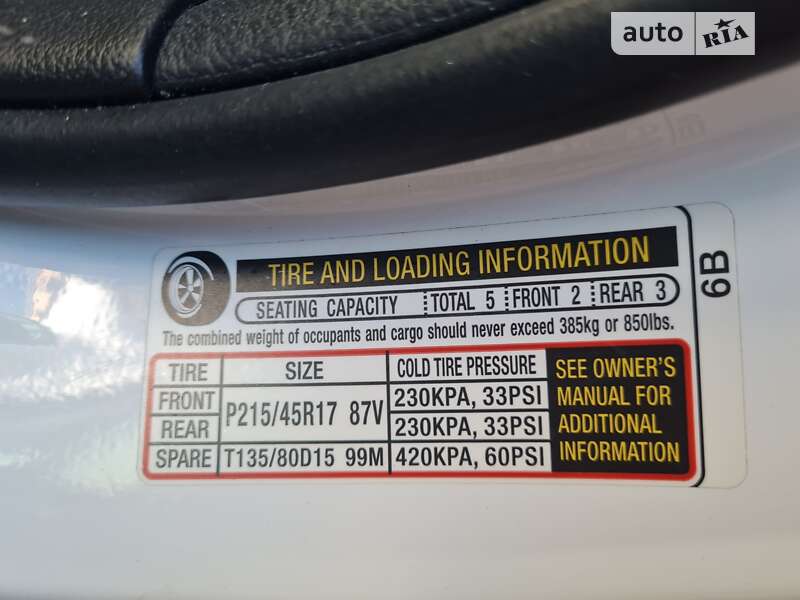 auto RIA
TIRE AND LOADING INFORMATION
SEATING CAPACITY TOTAL 5 FRONT 2 REAR 3
The combined weight of occupants and cargo should never exceed 385kg or 850lbs.
TIRE SIZE COLD TIRE PRESSURE
FRONT P215/45R17 87V 230KPA, 33PSI
REAR 230KPA, 33PSI
SPARE T135/80D15 99M 420KPA, 60PSI
SEE OWNER'S
MANUAL FOR
ADDITIONAL
INFORMATION
6B